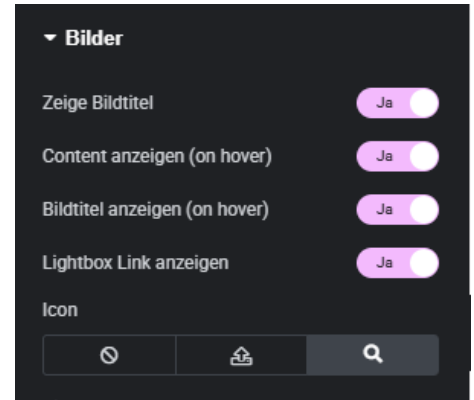 Bilder
Zeige Bildtitel Ja
Content anzeigen (on hover) Ja
Bildtitel anzeigen (on hover) Ja
Lightbox Link anzeigen Ja
Icon